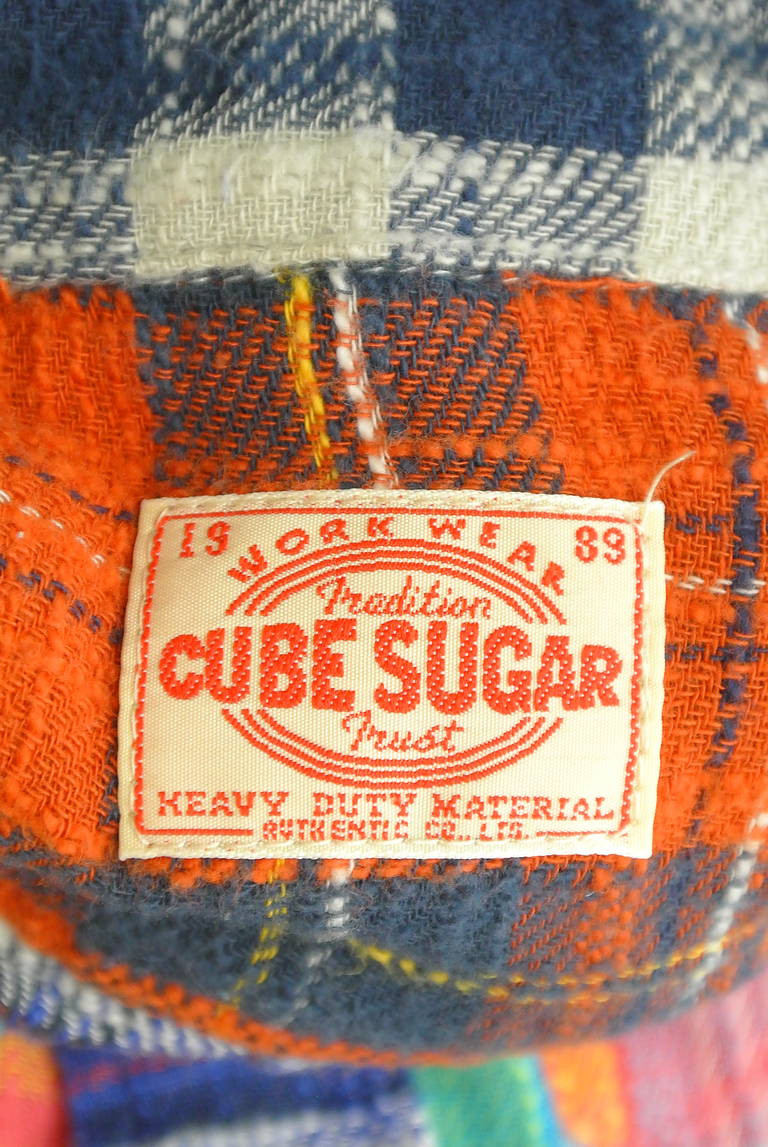 19 WORK WEAR 89
Tradition
CUBE SUGAR
Trust
HEAVY DUTY MATERIAL
AUTHENTIC CO., LTD.